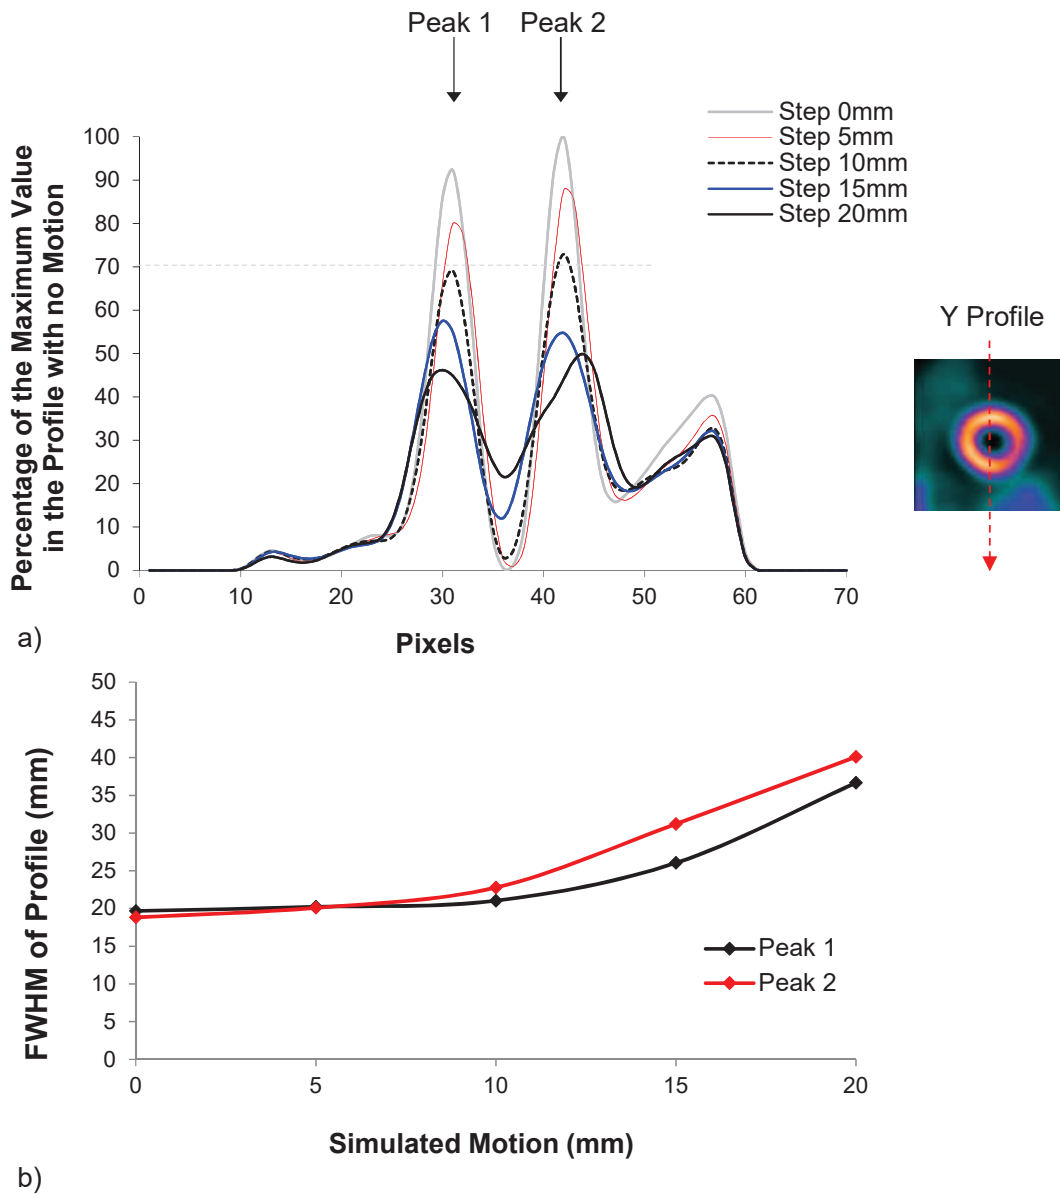 Peak 1 Peak 2
Step 0mm
Step 5mm
Step 10mm
Step 15mm
Step 20mm
Percentage of the Maximum Value
in the Profile with no Motion
100
90
80
70
60
50
40
30
20
10
0
0 10 20 30 40 50 60 70
Pixels
Y Profile
a)
FWHM of Profile (mm)
50
45
40
35
30
25
20
15
10
5
0
Peak 1
Peak 2
0 5 10 15 20
Simulated Motion (mm)
b)